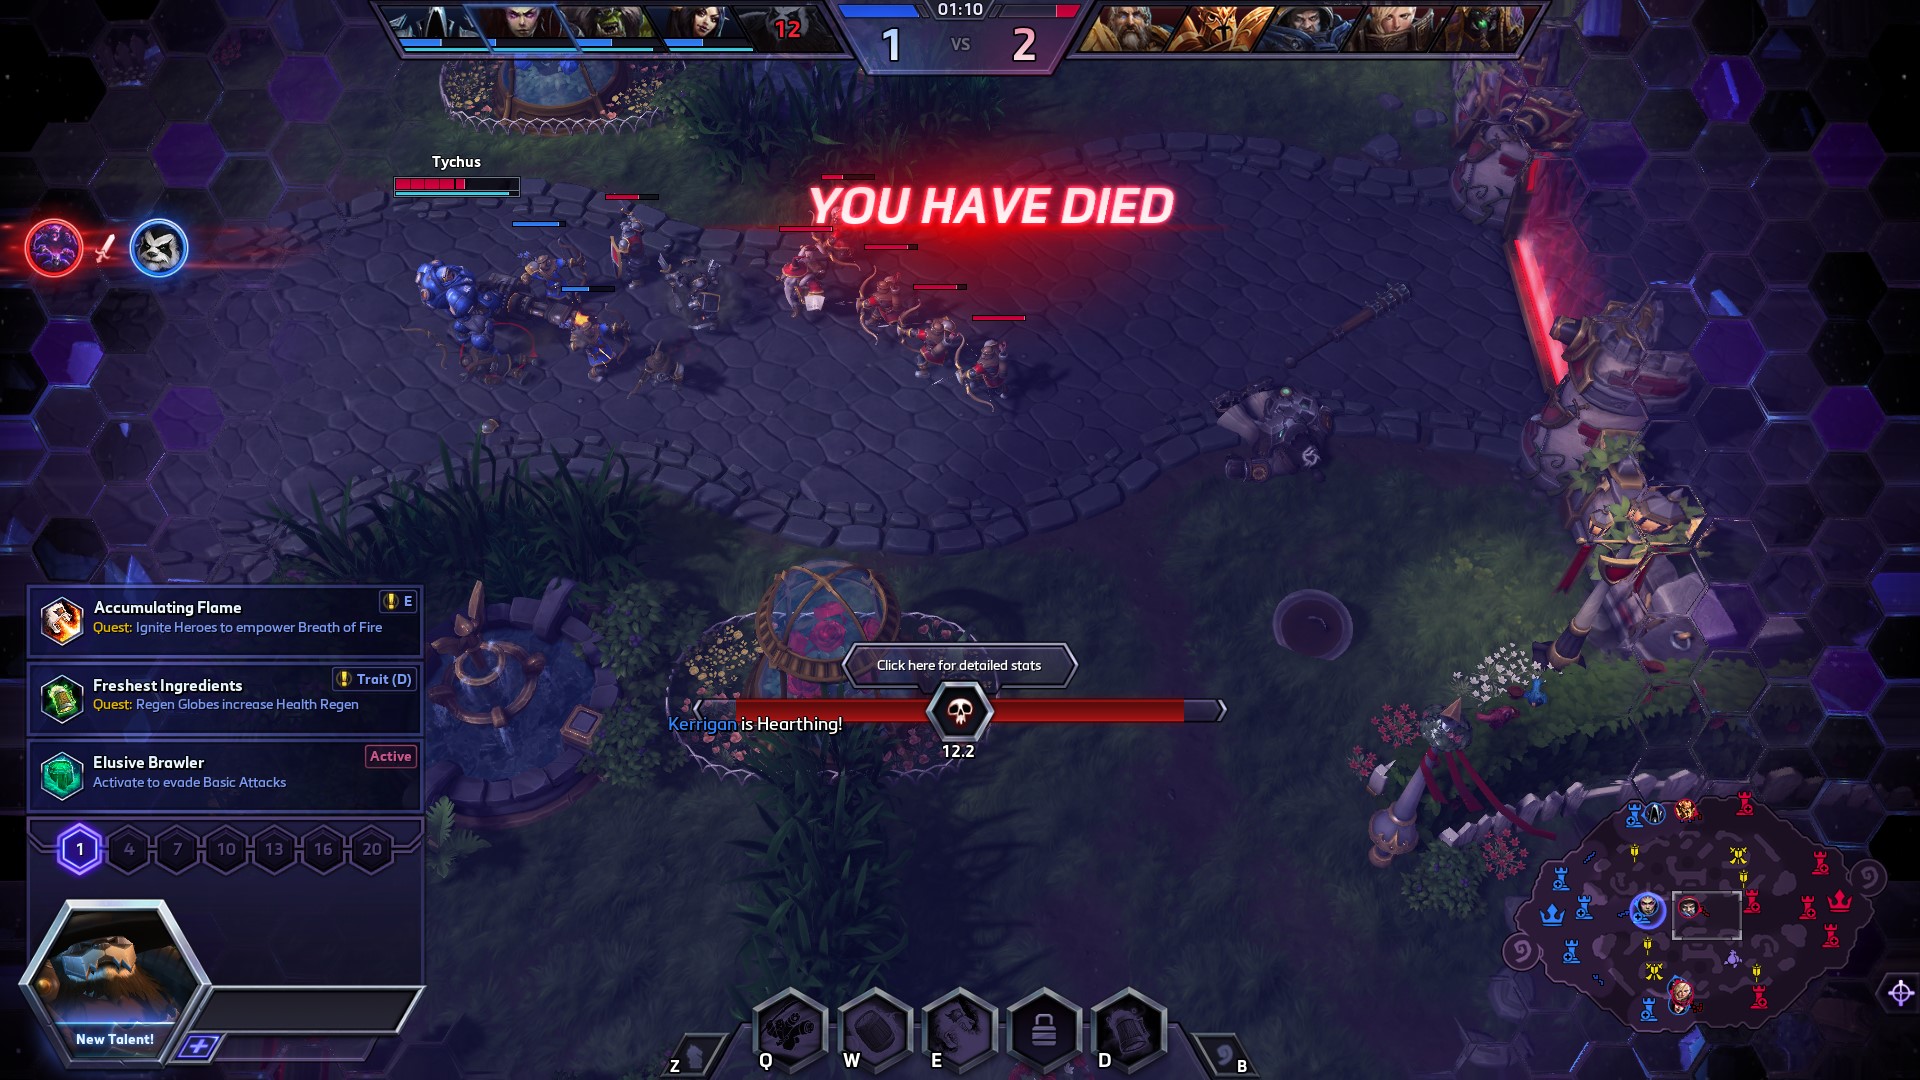 12
01:10
1 VS 2
Tychus
YOU HAVE DIED
Accumulating Flame
! E
Quest: Ignite Heroes to empower Breath of Fire
Freshest Ingredients
! Trait (D)
Quest: Regen Globes increase Health Regen
Elusive Brawler
Active
Activate to evade Basic Attacks
1 4 7 10 13 16 20
New Talent!
Click here for detailed stats
Kerrigan is Hearthing!
12.2
Z Q W E D B